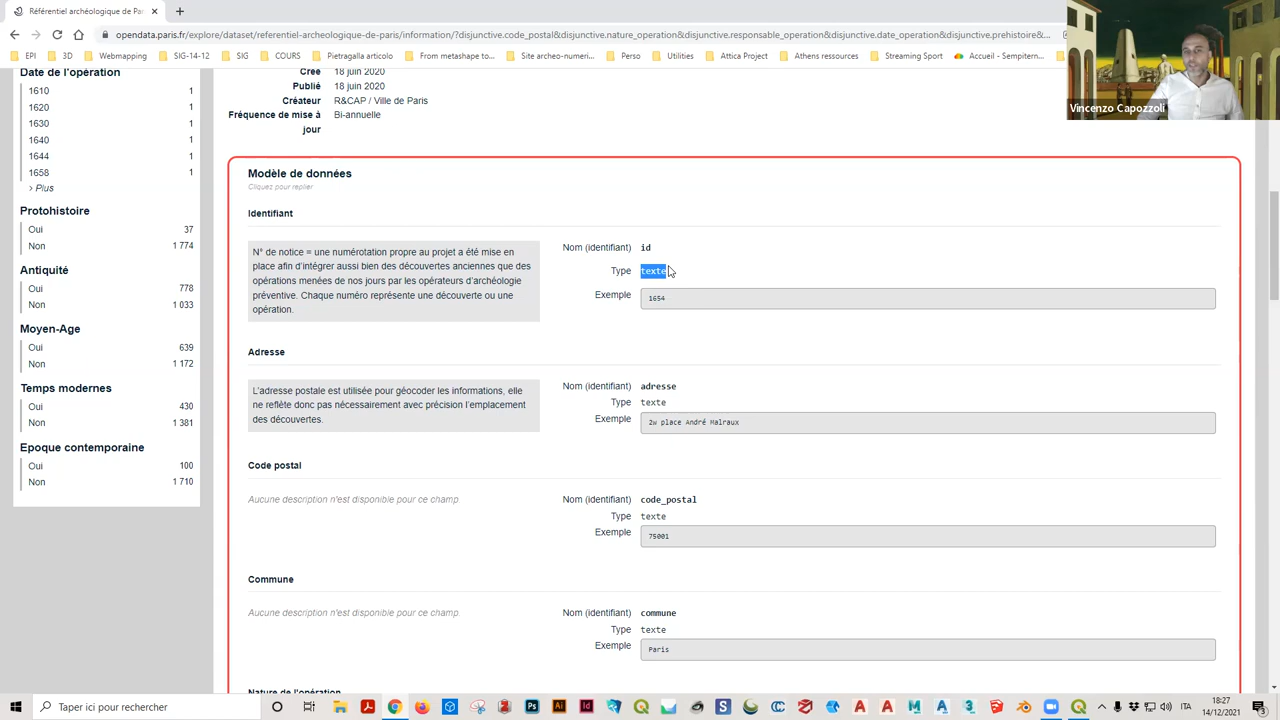 Référentiel archéologique de Par
opendata.paris.fr/explore/dataset/referentiel-archeologique-de-paris/information/?disjunctive.code_postal&disjunctive.nature_operation&disjunctive.responsable_operation&disjunctive.date_operation&disjunctive.prehistoire&...
EPI
3D
Webmapping
SIG-14-12
SIG
COURS
Pietragalla articolo
From metashape to...
Site archeo-numeri...
Perso
Utilities
Attica Project
Athens ressources
Streaming Sport
Accueil - Sempitern...
Vincenzo Capozzoli
Date de l'opération
1610 1
1620 1
1630 1
1640 1
1644 1
1658 1
> Plus
Protohistoire
Oui 37
Non 1 774
Antiquité
Oui 778
Non 1 033
Moyen-Age
Oui 639
Non 1 172
Temps modernes
Oui 430
Non 1 381
Epoque contemporaine
Oui 100
Non 1 710
Créé 18 juin 2020
Publié 18 juin 2020
Créateur R&CAP / Ville de Paris
Fréquence de mise à Bi-annuelle
jour
Modèle de données
Cliquez pour replier
Identifiant
N° de notice = une numérotation propre au projet a été mise en
place afin d'intégrer aussi bien des découvertes anciennes que des
opérations menées de nos jours par les opérateurs d'archéologie
préventive. Chaque numéro représente une découverte ou une
opération.
Nom (identifiant) id
Type texte
Exemple 1654
Adresse
L'adresse postale est utilisée pour géocoder les informations, elle
ne reflète donc pas nécessairement avec précision l'emplacement
des découvertes.
Nom (identifiant) adresse
Type texte
Exemple 2w place André Malraux
Code postal
Aucune description n'est disponible pour ce champ.
Nom (identifiant) code_postal
Type texte
Exemple 75001
Commune
Aucune description n'est disponible pour ce champ.
Nom (identifiant) commune
Type texte
Exemple Paris
Nature de l'opération
Taper ici pour rechercher
ITA
18:27
14/12/2021